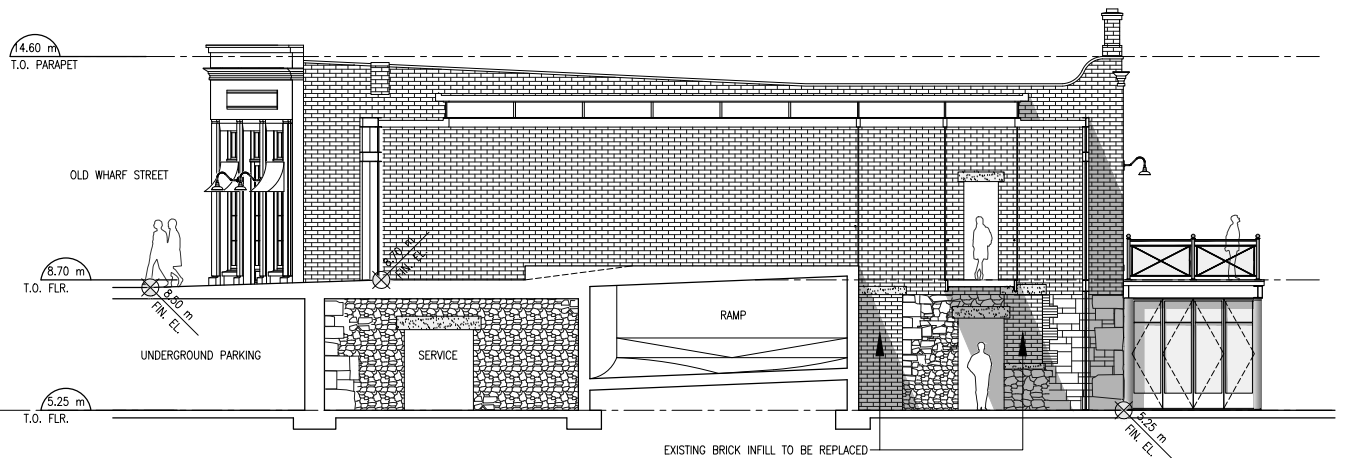 14.60 m
T.O. PARAPET
OLD WHARF STREET
8.70 m
T.O. FLR.
8.50 m
FIN. EL.
8.70 m
FIN. EL.
RAMP
UNDERGROUND PARKING
SERVICE
5.25 m
T.O. FLR.
5.25 m
FIN. EL.
EXISTING BRICK INFILL TO BE REPLACED